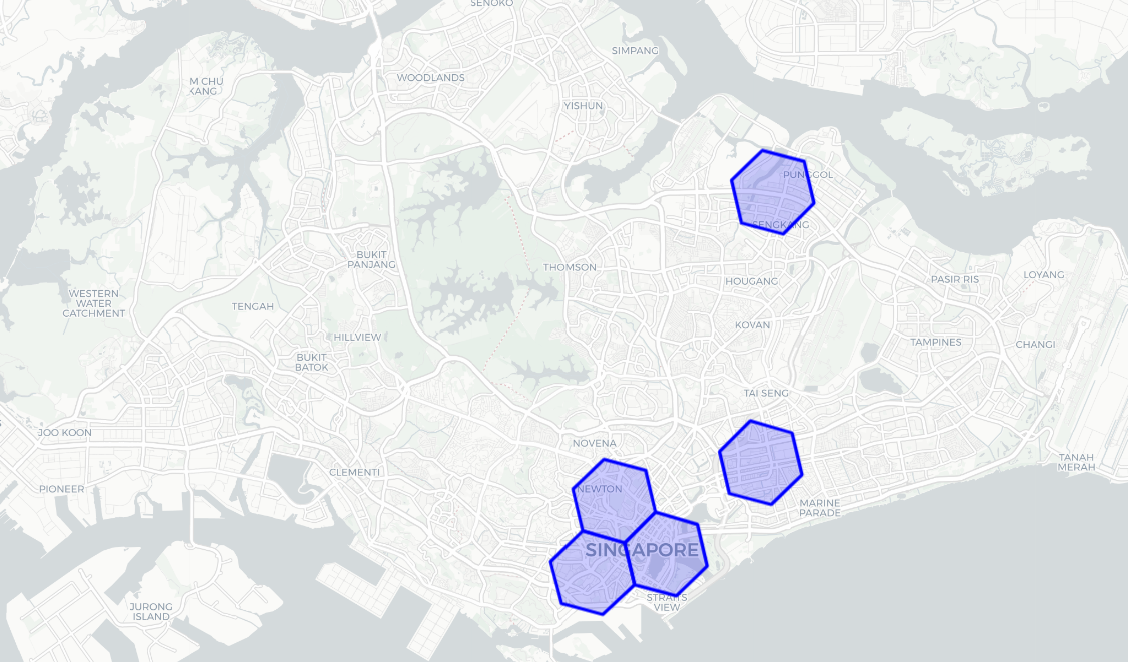 SENOKO
SIMPANG
WOODLANDS
M CHU
KANG
YISHUN
PUNGGOL
SENGKANG
BUKIT
PANJANG
THOMSON
LOYANG
PASIR RIS
HOUGANG
WESTERN
WATER
CATCHMENT
TENGAH
KOVAN
HILLVIEW
TAMPINES
CHANGI
BUKIT
BATOK
TAI SENG
JOO KOON
NOVENA
TANAH
MERAH
CLEMENTI
PIONEER
NEWTON
MARINE
PARADE
SINGAPORE
STRAITS
VIEW
JURONG
ISLAND